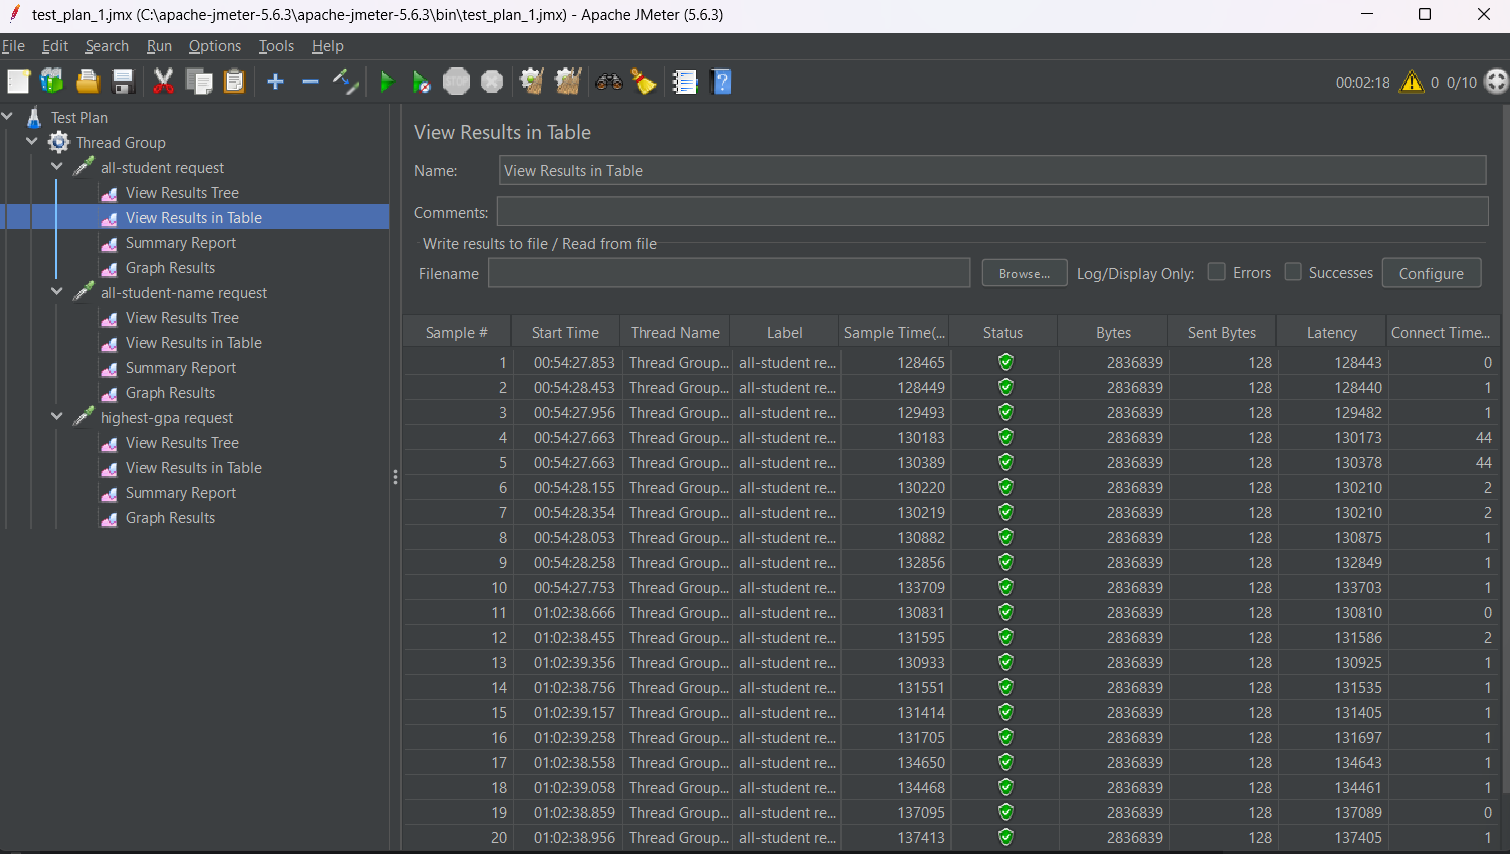 test_plan_1.jmx (C:\apache-jmeter-5.6.3\apache-jmeter-5.6.3\bin\test_plan_1.jmx) - Apache JMeter (5.6.3)
File Edit Search Run Options Tools Help
00:02:18 0 0/10
Test Plan
Thread Group
all-student request
View Results Tree
View Results in Table
Summary Report
Graph Results
all-student-name request
View Results Tree
View Results in Table
Summary Report
Graph Results
highest-gpa request
View Results Tree
View Results in Table
Summary Report
Graph Results
View Results in Table
Name: View Results in Table
Comments:
Write results to file / Read from file
Filename Browse... Log/Display Only: Errors Successes Configure
Sample # Start Time Thread Name Label Sample Time(... Status Bytes Sent Bytes Latency Connect Time...
1 00:54:27.853 Thread Group... all-student re... 128465 2836839 128 128443 0
2 00:54:28.453 Thread Group... all-student re... 128449 2836839 128 128440 1
3 00:54:27.956 Thread Group... all-student re... 129493 2836839 128 129482 1
4 00:54:27.663 Thread Group... all-student re... 130183 2836839 128 130173 44
5 00:54:27.663 Thread Group... all-student re... 130389 2836839 128 130378 44
6 00:54:28.155 Thread Group... all-student re... 130220 2836839 128 130210 2
7 00:54:28.354 Thread Group... all-student re... 130219 2836839 128 130210 2
8 00:54:28.053 Thread Group... all-student re... 130882 2836839 128 130875 1
9 00:54:28.258 Thread Group... all-student re... 132856 2836839 128 132849 1
10 00:54:27.753 Thread Group... all-student re... 133709 2836839 128 133703 1
11 01:02:38.666 Thread Group... all-student re... 130831 2836839 128 130810 0
12 01:02:38.455 Thread Group... all-student re... 131595 2836839 128 131586 2
13 01:02:39.356 Thread Group... all-student re... 130933 2836839 128 130925 1
14 01:02:38.756 Thread Group... all-student re... 131551 2836839 128 131535 1
15 01:02:39.157 Thread Group... all-student re... 131414 2836839 128 131405 1
16 01:02:39.258 Thread Group... all-student re... 131705 2836839 128 131697 1
17 01:02:38.558 Thread Group... all-student re... 134650 2836839 128 134643 1
18 01:02:39.058 Thread Group... all-student re... 134468 2836839 128 134461 1
19 01:02:38.859 Thread Group... all-student re... 137095 2836839 128 137089 0
20 01:02:38.956 Thread Group... all-student re... 137413 2836839 128 137405 1